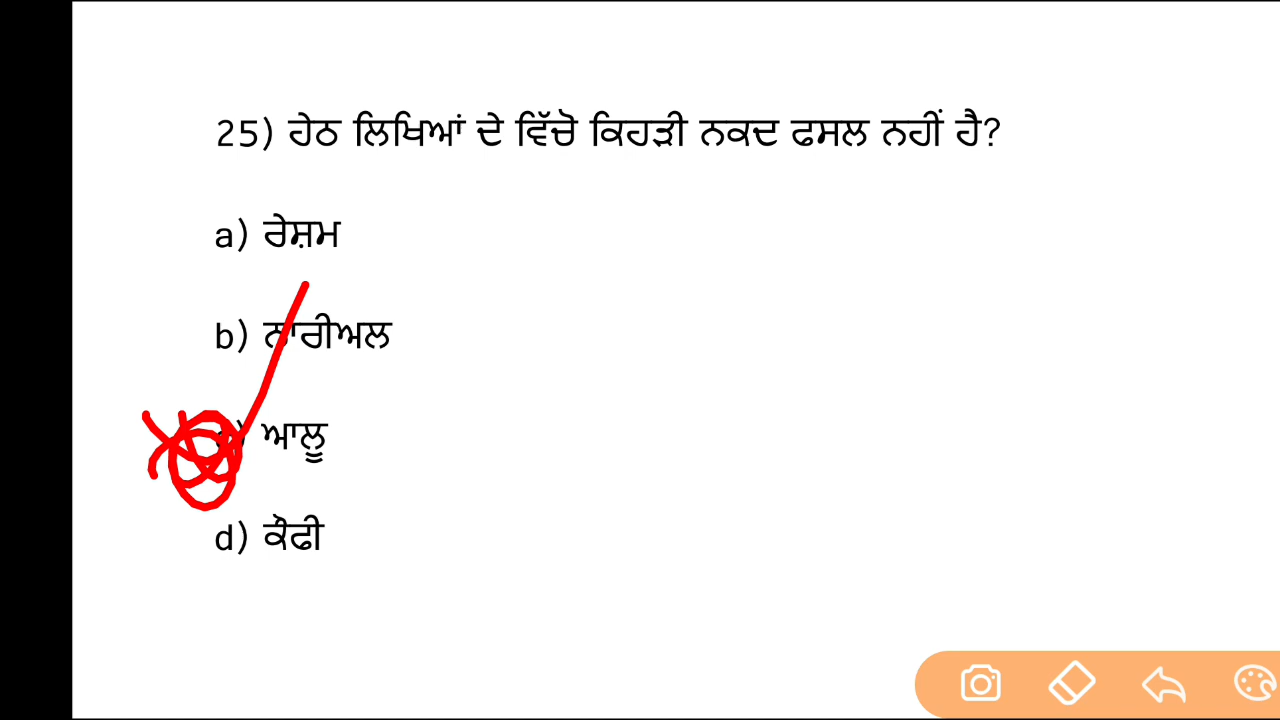 25) ਹੇਠ ਲਿਖਿਆਂ ਦੇ ਵਿੱਚੋ ਕਿਹੜੀ ਨਕਦ ਫਸਲ ਨਹੀਂ ਹੈ?
a) ਰੇਸ਼ਮ
b) ਨਾਰੀਅਲ
c) ਆਲੂ
d) ਕੌਫੀ